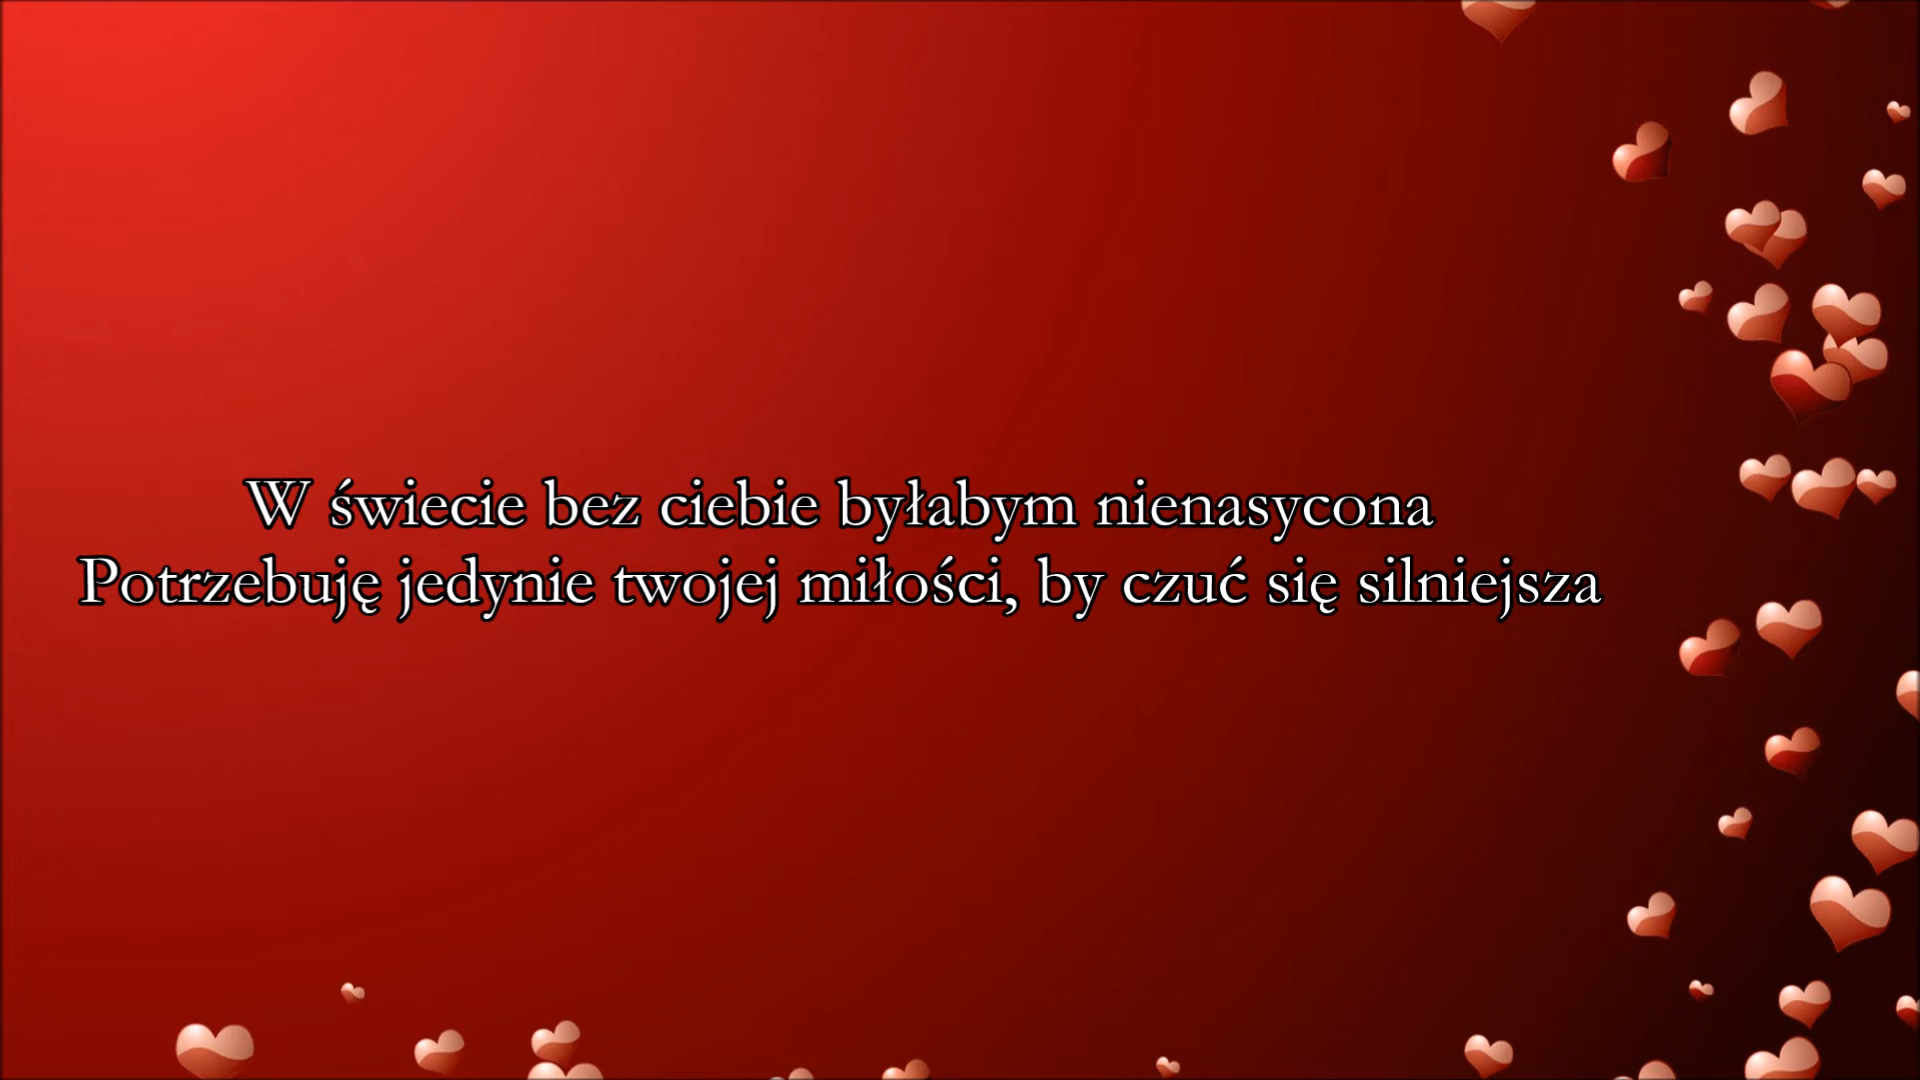 W świecie bez ciebie byłabym nienasycona
Potrzebuję jedynie twojej miłości, by czuć się silniejsza